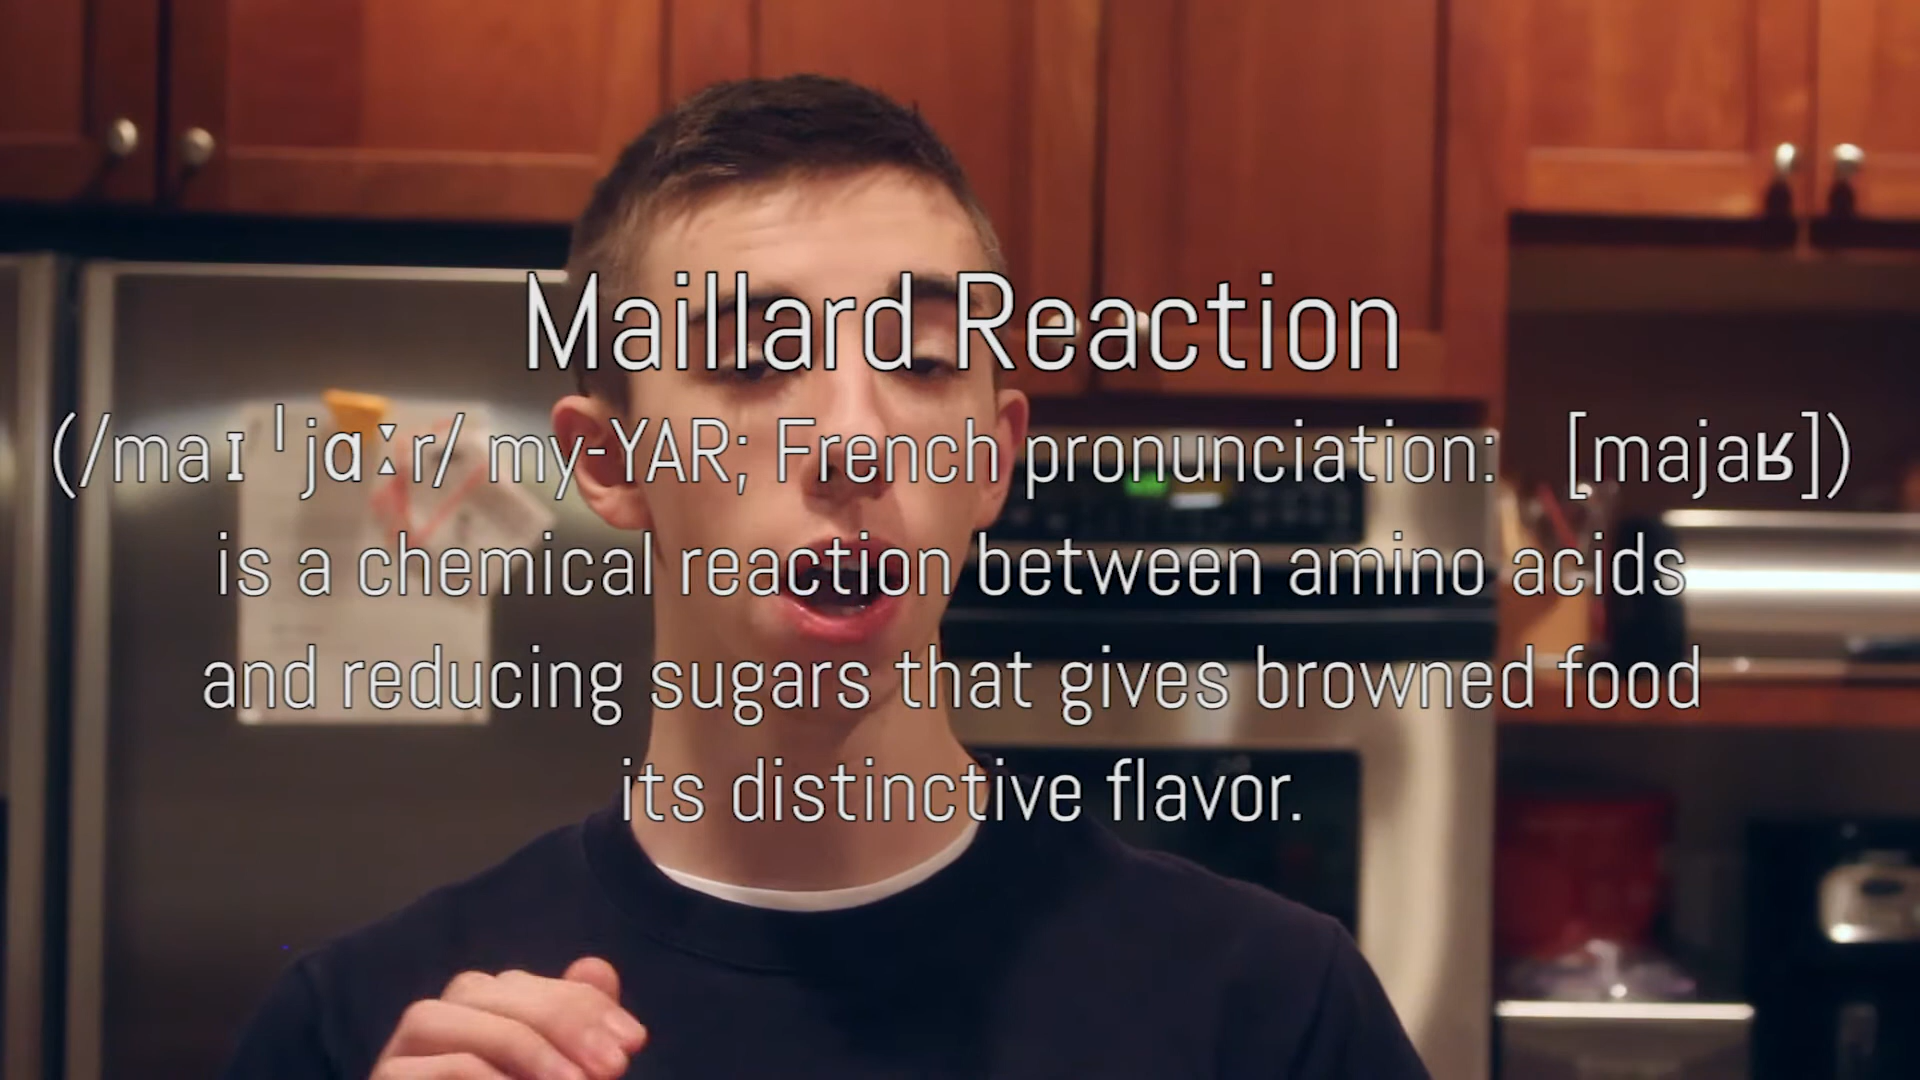 Maillard Reaction
(/maɪˈjɑːr/ my-YAR; French pronunciation: [majaʁ])
is a chemical reaction between amino acids
and reducing sugars that gives browned food
its distinctive flavor.